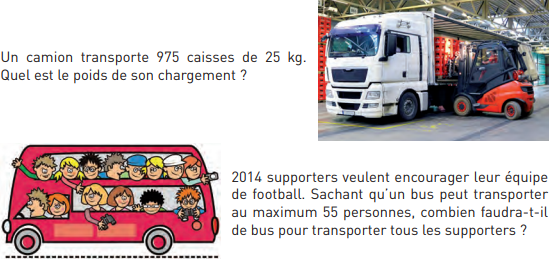 Un camion transporte 975 caisses de 25 kg.
Quel est le poids de son chargement ?
2014 supporters veulent encourager leur équipe
de football. Sachant qu’un bus peut transporter
au maximum 55 personnes, combien faudra-t-il
de bus pour transporter tous les supporters ?